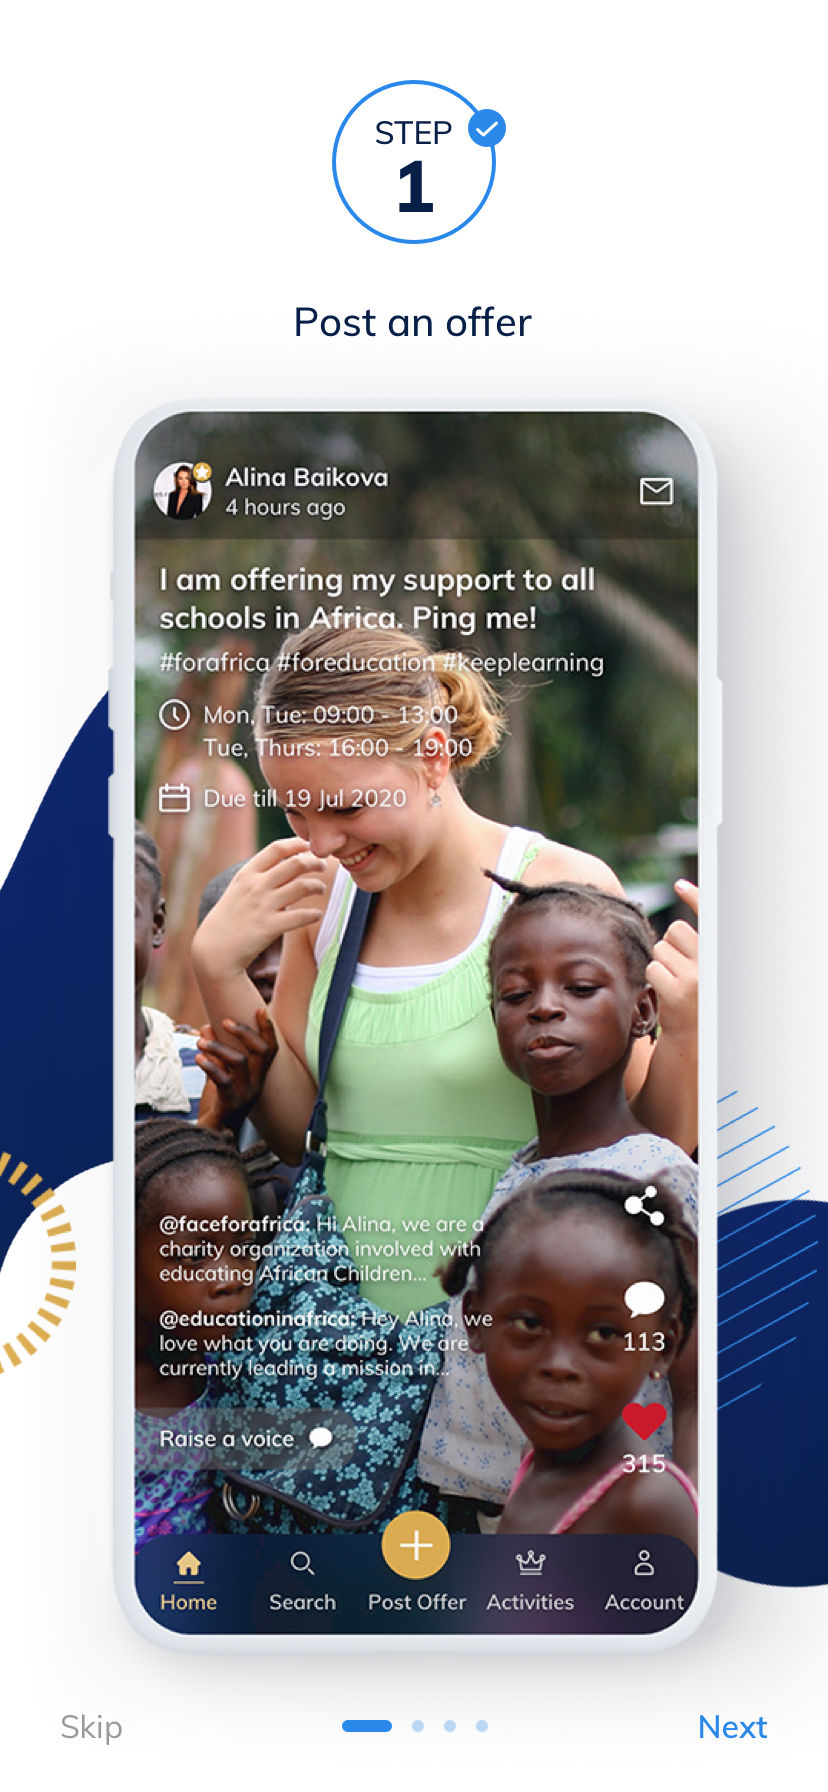 STEP
1
Post an offer
Alina Baikova
4 hours ago
I am offering my support to all
schools in Africa. Ping me!
#forafrica #foreducation #keeplearning
Mon, Tue: 09:00 - 13:00
Tue, Thurs: 16:00 - 19:00
Due till 19 Jul 2020
@faceforafrica: Hi Alina, we are a
charity organization involved with
educating African Children...
@educationinafrica: Hey Alina, we
love what you are doing. We are
currently leading a mission in...
113
315
Raise a voice
Home Search Post Offer Activities Account
Skip Next